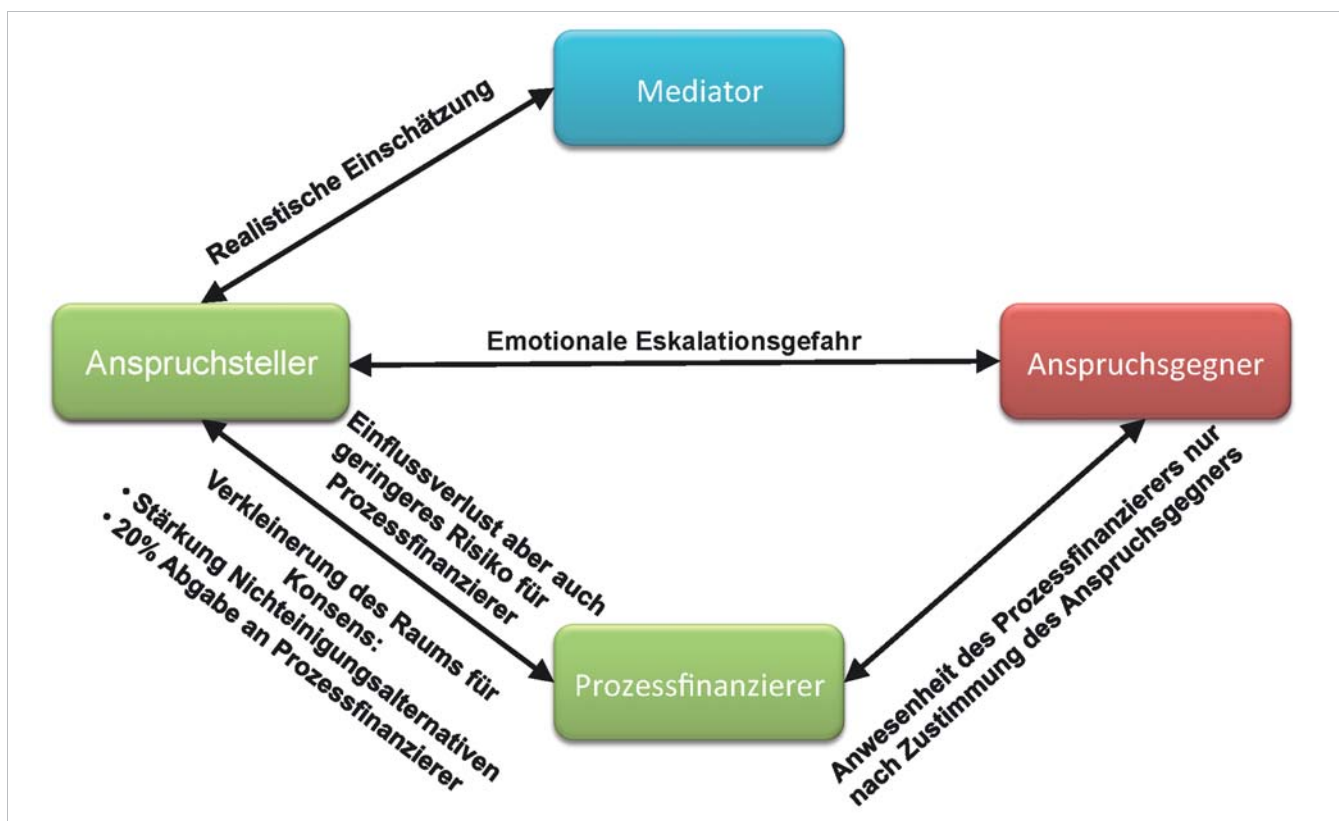 Mediator
Realistische Einschätzung
Anspruchsteller
Emotionale Eskalationsgefahr
Anspruchsgegner
Einflussverlust aber auch
geringeres Risiko für
Prozessfinanzierer
Verkleinerung des Raums für
Konsens:
• Stärkung Nichteinigungsalternativen
• 20% Abgabe an Prozessfinanzierer
Prozessfinanzierer
Anwesenheit des Prozessfinanzierers nur
nach Zustimmung des Anspruchsgegners